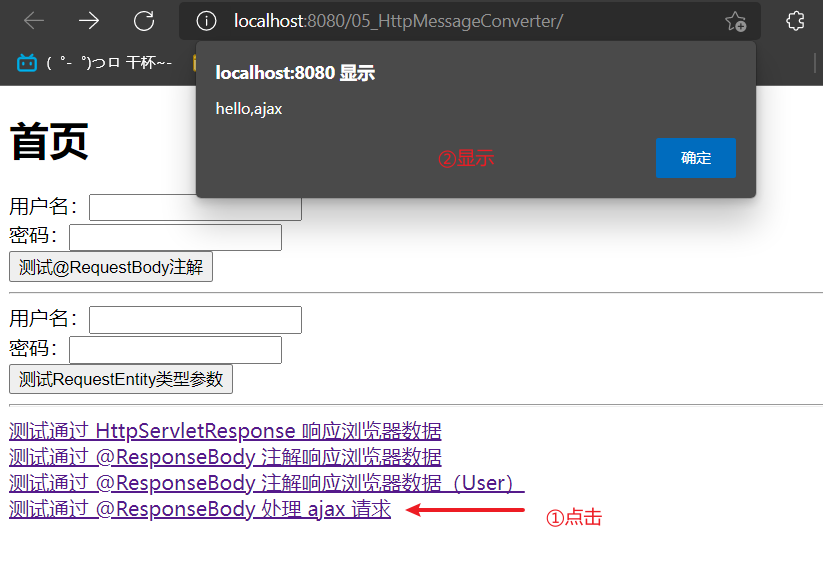 localhost:8080/05_HttpMessageConverter/
( ゜- ゜)つロ 干杯~-
localhost:8080 显示
hello,ajax
②显示
确定
首页
用户名：
密码：
测试@RequestBody注解
用户名：
密码：
测试RequestEntity类型参数
测试通过 HttpServletResponse 响应浏览器数据
测试通过 @ResponseBody 注解响应浏览器数据
测试通过 @ResponseBody 注解响应浏览器数据（User）
测试通过 @ResponseBody 处理 ajax 请求
①点击